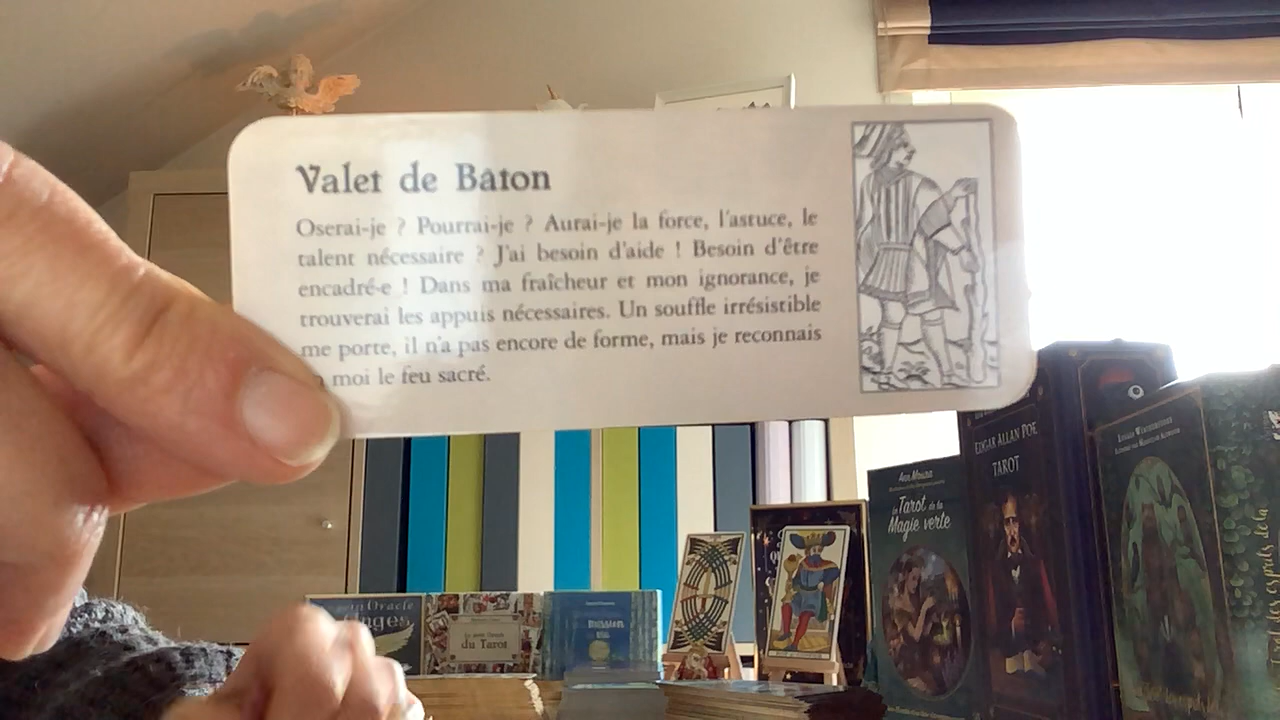 Valet de Baton
Oserai-je ? Pourrai-je ? Aurai-je la force, l'astuce, le
talent nécessaire ? J'ai besoin d'aide ! Besoin d'être
encadré·e ! Dans ma fraîcheur et mon ignorance, je
trouverai les appuis nécessaires. Un souffle irrésistible
me porte, il n'a pas encore de forme, mais je reconnais
moi le feu sacré.
EDGAR ALLAN POE
TAROT
Le Tarot de la
Magie verte
Oracle
du Tarot